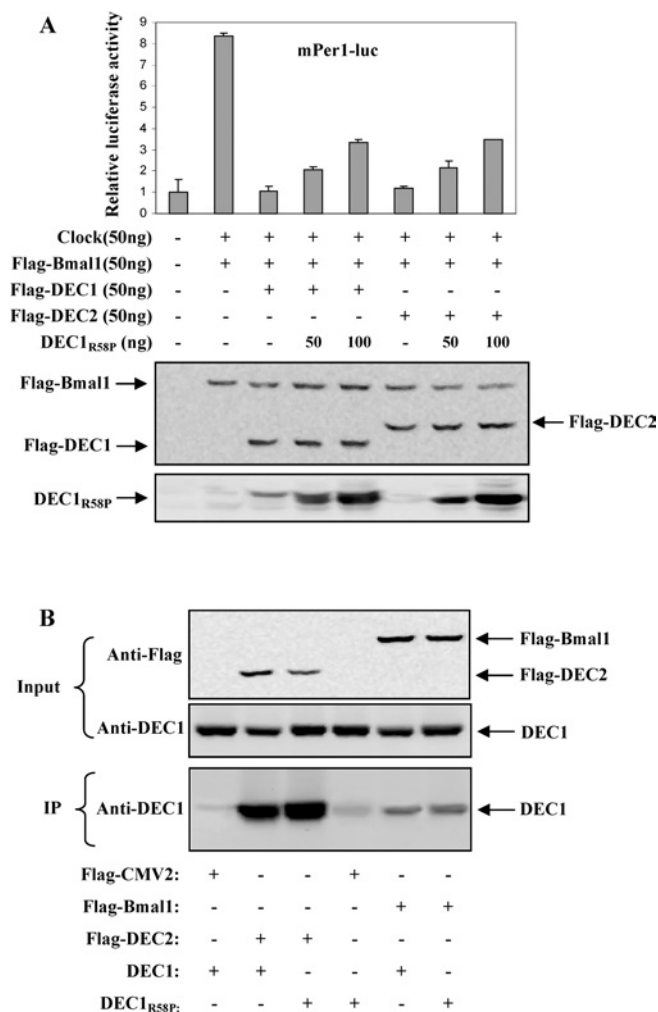 A
mPer1-luc
Relative luciferase activity
9
8
7
6
5
4
3
2
1
0
Clock(50ng) - + + + + + + +
Flag-Bmal1(50ng) - + + + + + + +
Flag-DEC1 (50ng) - - + + + - - -
Flag-DEC2 (50ng) - - - - - + + +
DEC1R58P (ng) - - - 50 100 - 50 100
Flag-Bmal1
Flag-DEC2
Flag-DEC1
DEC1R58P
B
Input
Anti-Flag
Flag-Bmal1
Flag-DEC2
Anti-DEC1
DEC1
IP
Anti-DEC1
DEC1
Flag-CMV2: + - - + - -
Flag-Bmal1: - - - - + +
Flag-DEC2: - + + - - -
DEC1: + + - - + -
DEC1R58P: - - + + - +